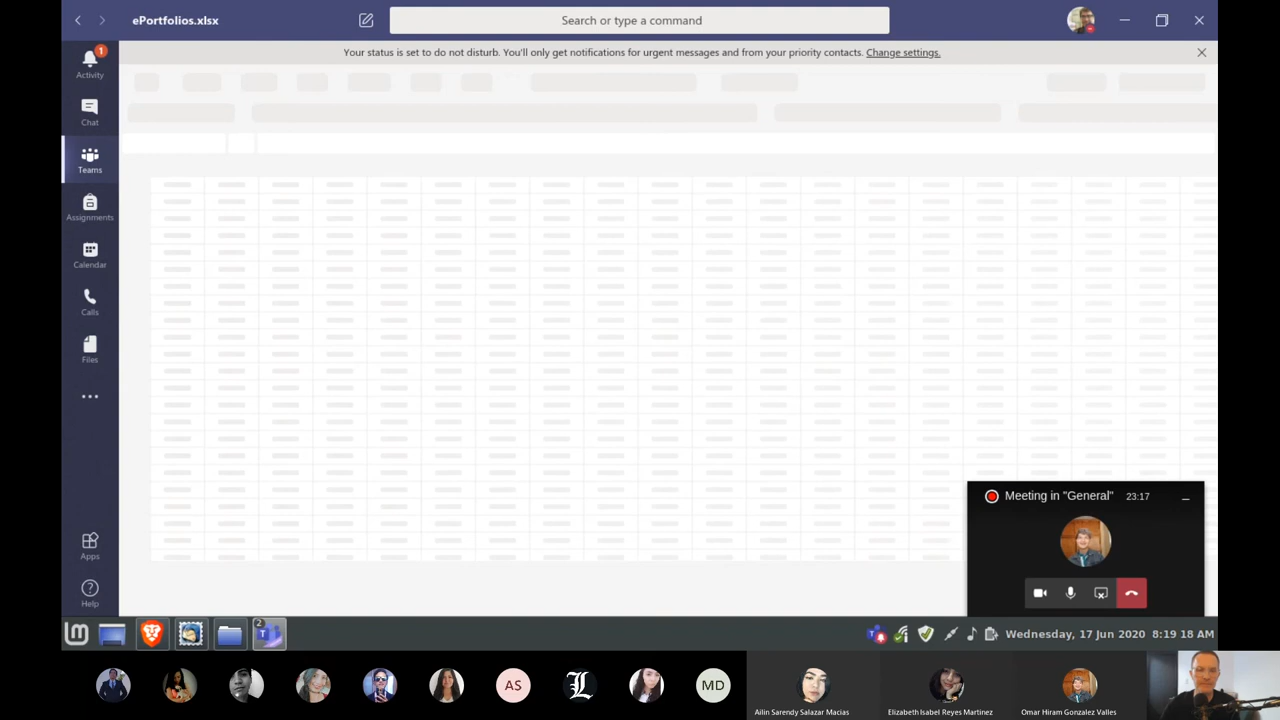 ePortfolios.xlsx
Search or type a command
Your status is set to do not disturb. You'll only get notifications for urgent messages and from your priority contacts. Change settings.
1
Activity
Chat
Teams
Assignments
Calendar
Calls
Files
Apps
Help
Meeting in "General" 23:17
2
T
Wednesday, 17 Jun 2020 8:19 18 AM
AS
L
MD
Ailin Sarendy Salazar Macias
Elizabeth Isabel Reyes Martinez
Omar Hiram Gonzalez Valles